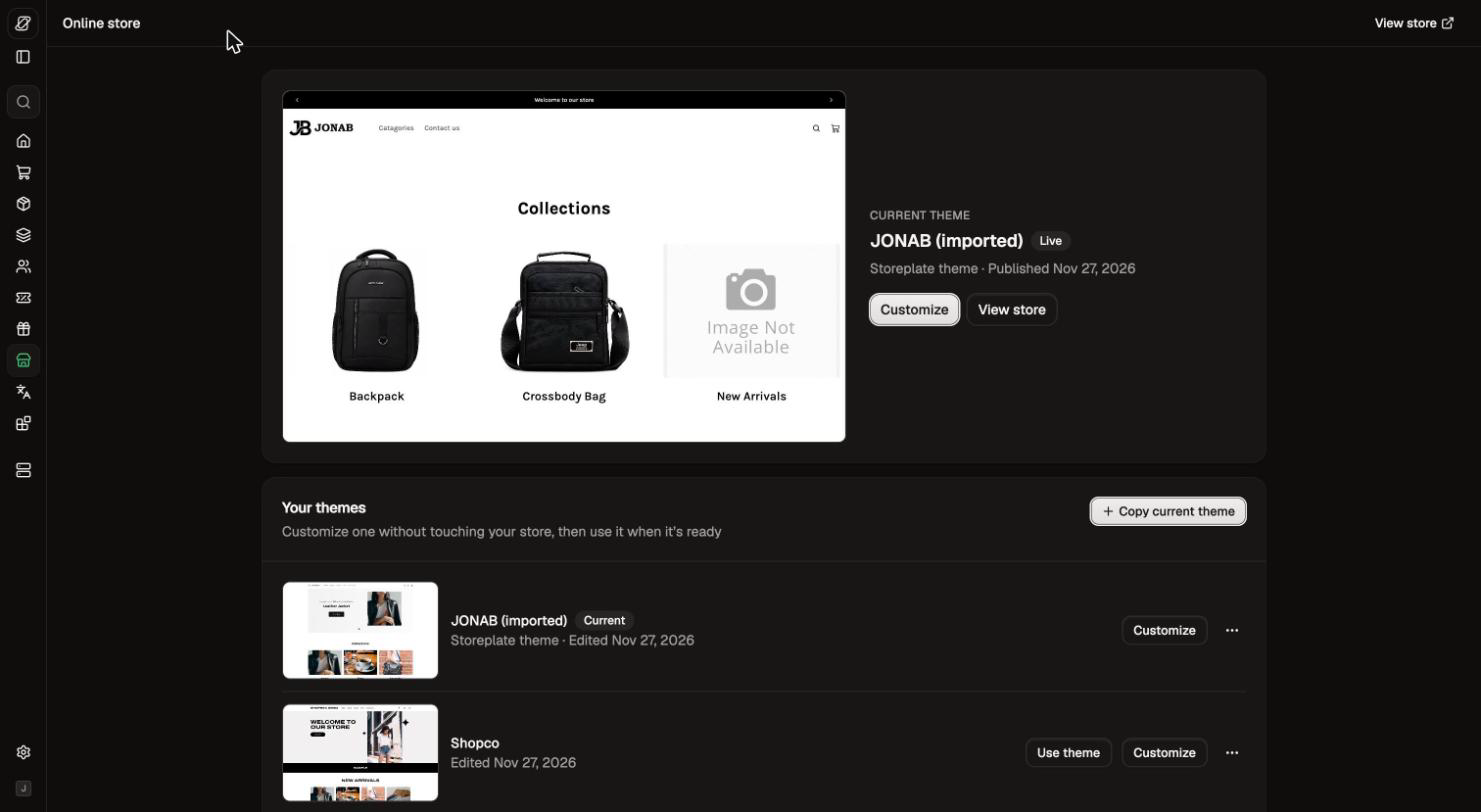 Online store
View store
Welcome to our store
JB JONAB
Catagories
Contact us
Collections
Image Not
Available
Backpack
Crossbody Bag
New Arrivals
CURRENT THEME
JONAB (imported)
Live
Storeplate theme · Published Nov 27, 2026
Customize
View store
Your themes
Customize one without touching your store, then use it when it's ready
+ Copy current theme
JONAB (imported)
Current
Storeplate theme · Edited Nov 27, 2026
Customize
WELCOME TO
OUR STORE
NEW ARRIVALS
Shopco
Edited Nov 27, 2026
Use theme
Customize
J